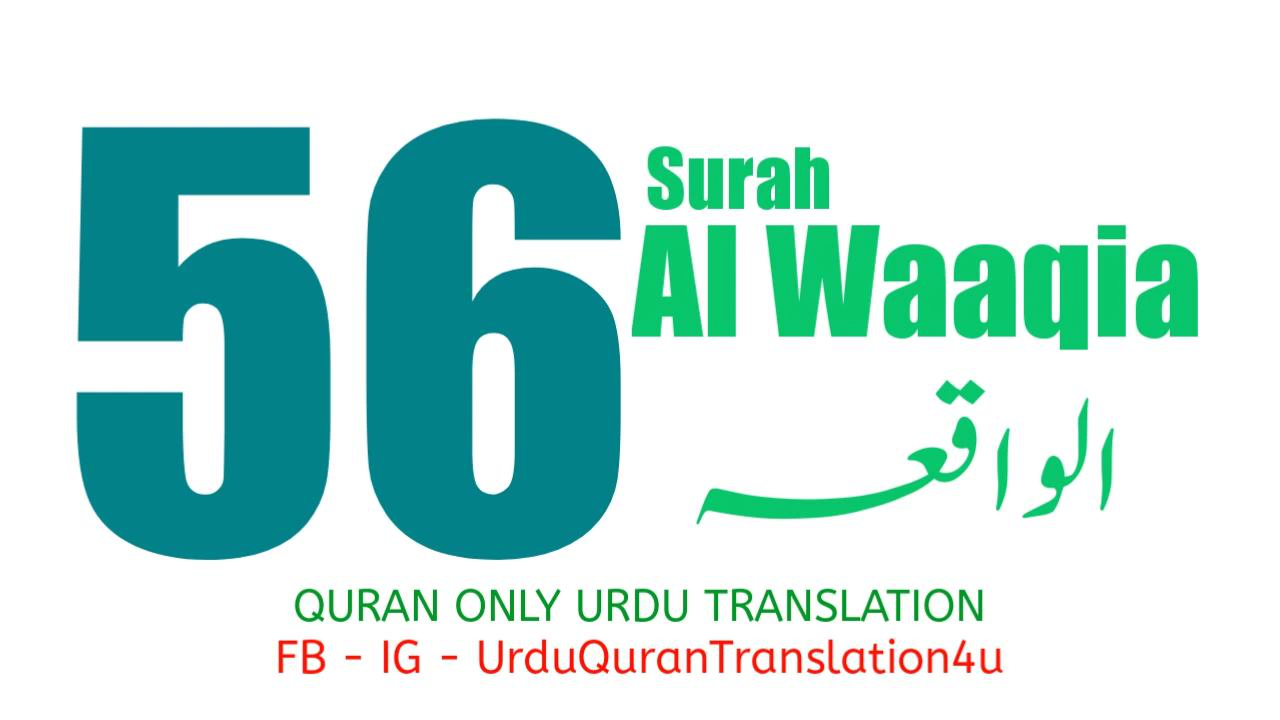 56
Surah
Al Waaqia
الواقعہ
QURAN ONLY URDU TRANSLATION
FB - IG - UrduQuranTranslation4u